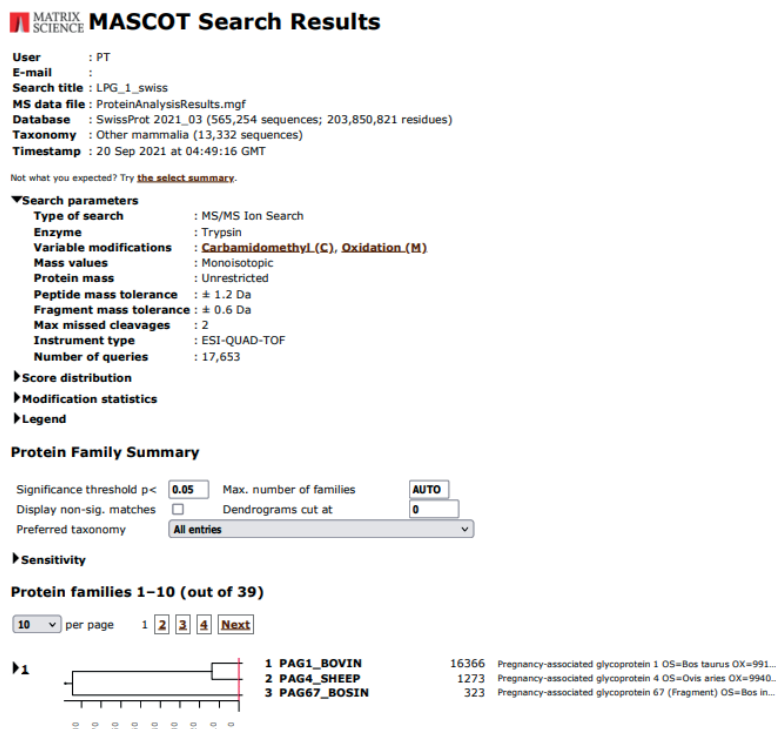 MATRIX
SCIENCE
MASCOT Search Results
User : PT
E-mail :
Search title : LPG_1_swiss
MS data file : ProteinAnalysisResults.mgf
Database : SwissProt 2021_03 (565,254 sequences; 203,850,821 residues)
Taxonomy : Other mammalia (13,332 sequences)
Timestamp : 20 Sep 2021 at 04:49:16 GMT
Not what you expected? Try the select summary.
▼Search parameters
Type of search : MS/MS Ion Search
Enzyme : Trypsin
Variable modifications : Carbamidomethyl (C), Oxidation (M)
Mass values : Monoisotopic
Protein mass : Unrestricted
Peptide mass tolerance : ± 1.2 Da
Fragment mass tolerance : ± 0.6 Da
Max missed cleavages : 2
Instrument type : ESI-QUAD-TOF
Number of queries : 17,653
Score distribution
Modification statistics
Legend
Protein Family Summary
Significance threshold p< 0.05 Max. number of families AUTO
Display non-sig. matches Dendrograms cut at 0
Preferred taxonomy All entries
Sensitivity
Protein families 1–10 (out of 39)
10 per page 1 2 3 4 Next
1
1 PAG1_BOVIN 16366 Pregnancy-associated glycoprotein 1 OS=Bos taurus OX=991...
2 PAG4_SHEEP 1273 Pregnancy-associated glycoprotein 4 OS=Ovis aries OX=9940...
3 PAG67_BOSIN 323 Pregnancy-associated glycoprotein 67 (Fragment) OS=Bos in...